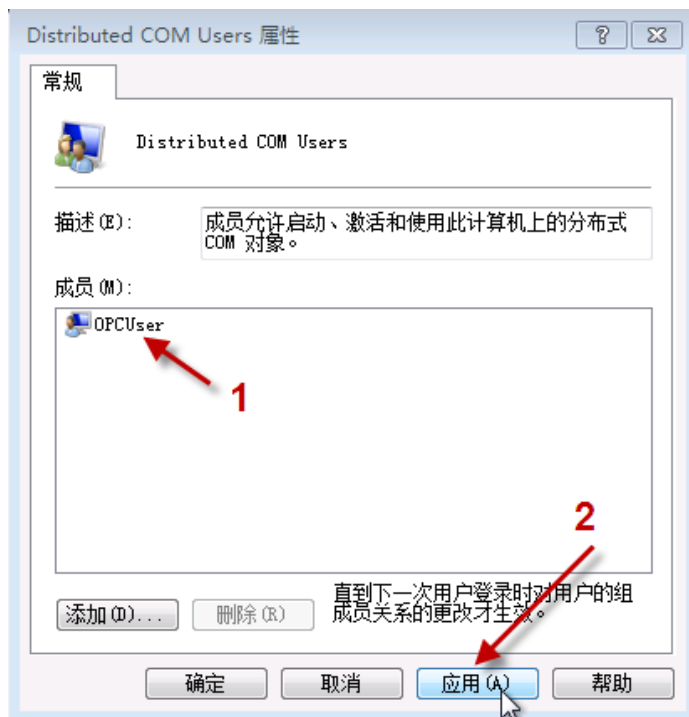 Distributed COM Users 属性
常规
Distributed COM Users
描述(E):
成员允许启动、激活和使用此计算机上的分布式
COM 对象。
成员(M):
OPCUser
1
2
添加(D)...
删除(R)
直到下一次用户登录时对用户的组
成员关系的更改才生效。
确定
取消
应用(A)
帮助